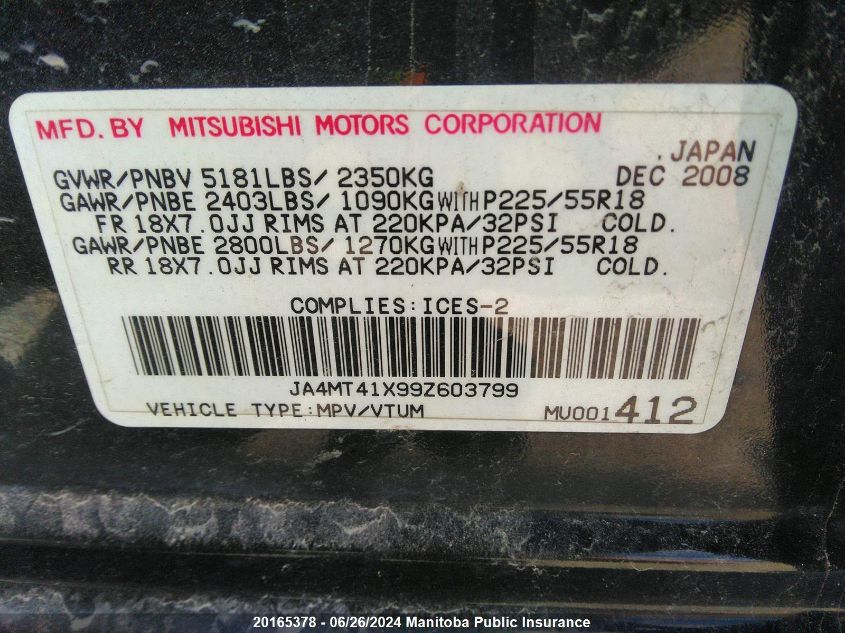 MFD. BY MITSUBISHI MOTORS CORPORATION
.JAPAN
GVWR/PNBV 5181LBS/ 2350KG DEC 2008
GAWR/PNBE 2403LBS/ 1090KG WITH P225/55R18
FR 18X7.0JJ RIMS AT 220KPA/32PSI COLD.
GAWR/PNBE 2800LBS/ 1270KG WITH P225/55R18
RR 18X7.0JJ RIMS AT 220KPA/32PSI COLD.
COMPLIES:ICES-2
JA4MT41X99Z603799
VEHICLE TYPE:MPV/VTUM MU001412
20165378 - 06/26/2024 Manitoba Public Insurance